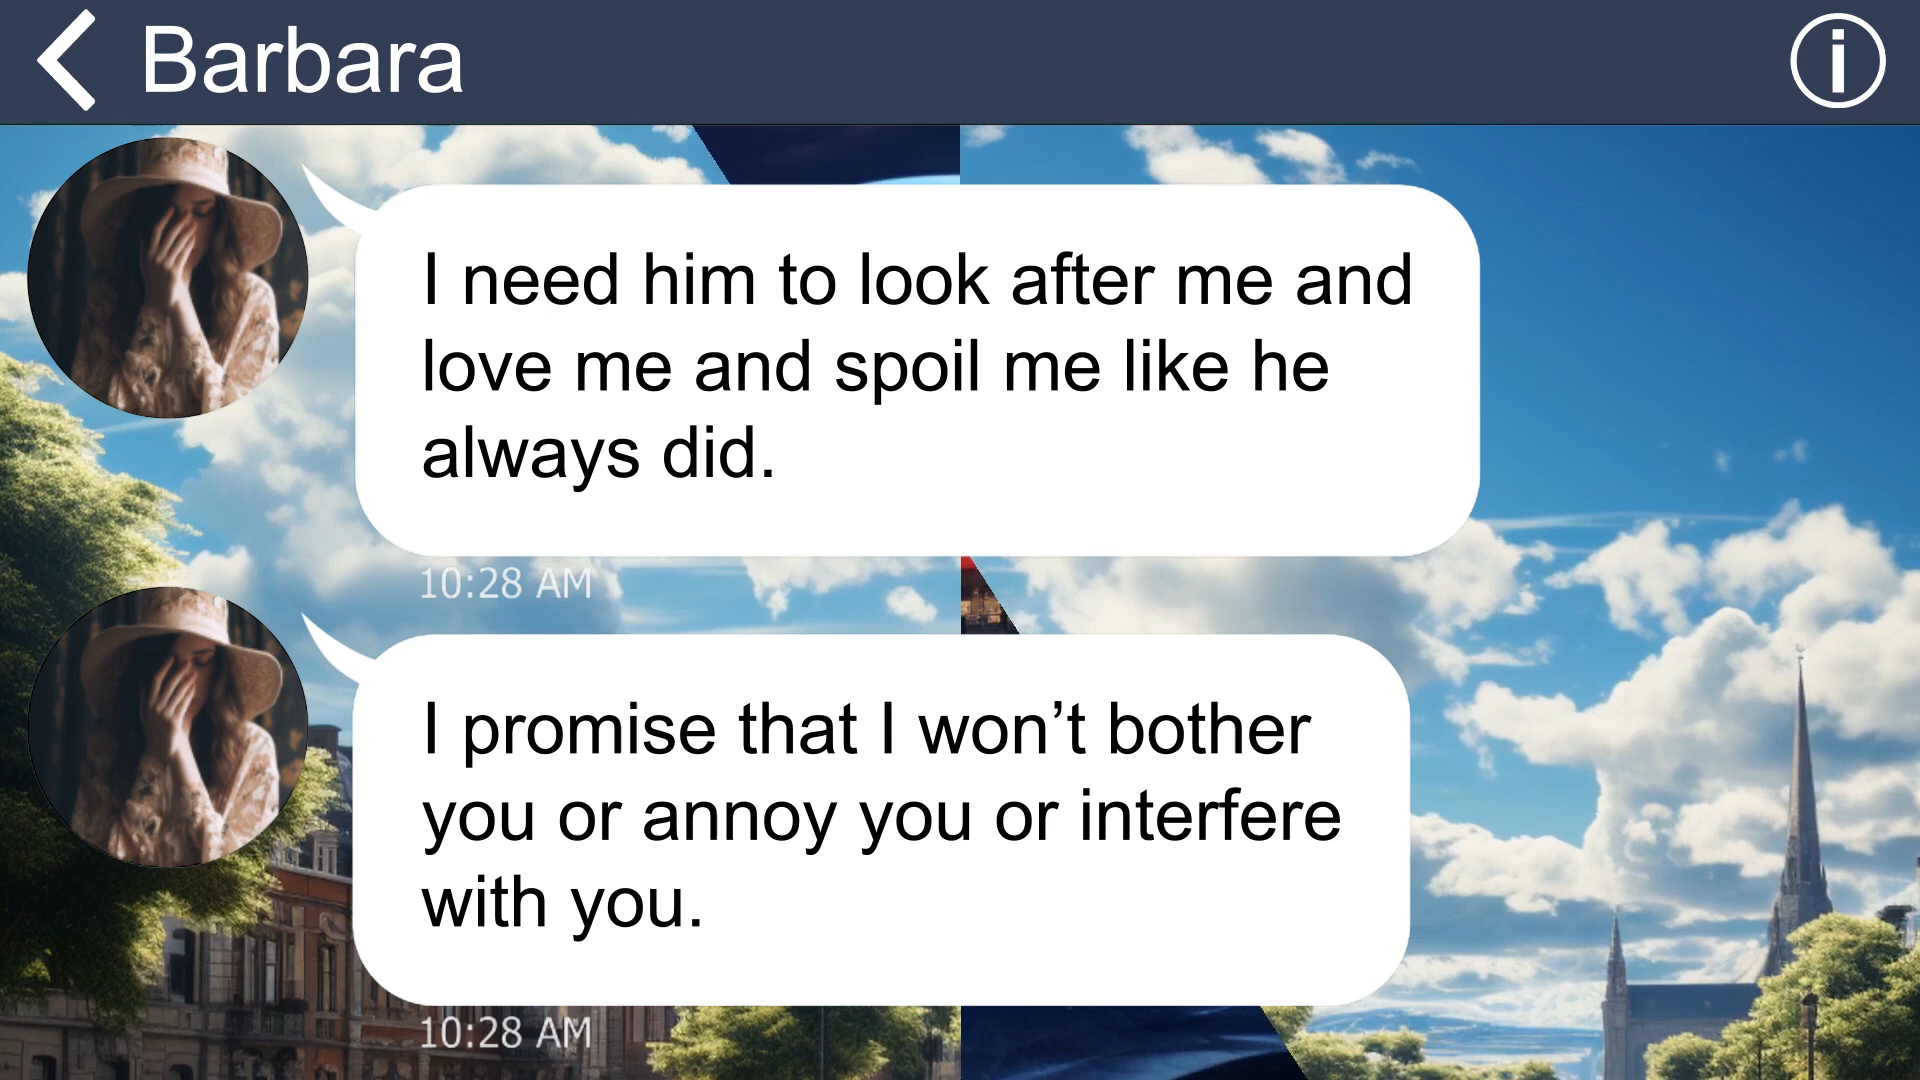 Barbara
I need him to look after me and
love me and spoil me like he
always did.
10:28 AM
I promise that I won’t bother
you or annoy you or interfere
with you.
10:28 AM